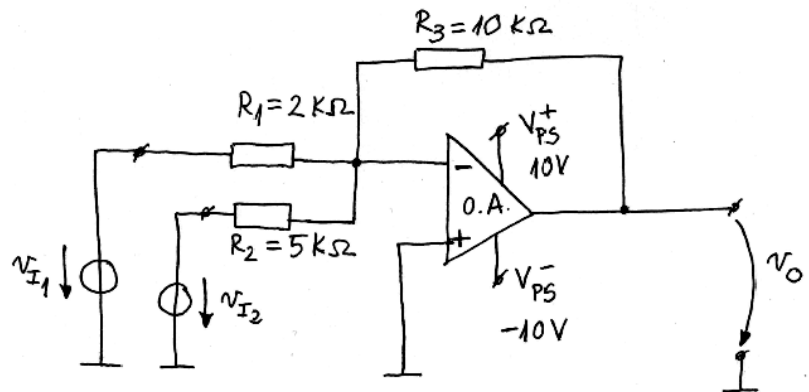 R₃=10 KΩ
R₁=2 KΩ
V⁺PS
10V
-
O.A.
+
R₂=5 KΩ
V⁻PS
-10V
vI₁
vI₂
vO